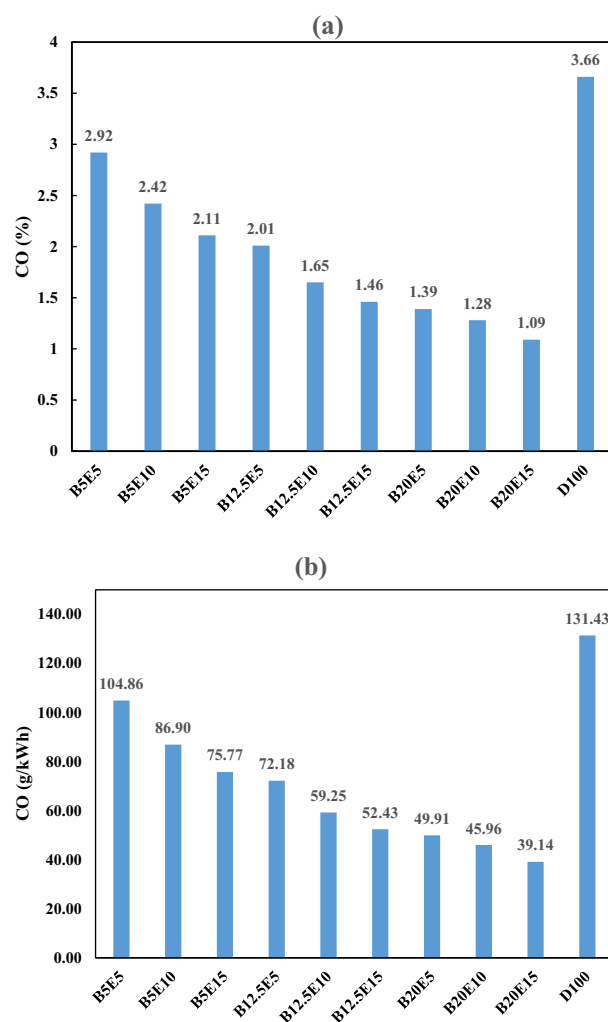 (a)
CO (%)
4
3.5
3
2.5
2
1.5
1
0.5
0
2.92
2.42
2.11
2.01
1.65
1.46
1.39
1.28
1.09
3.66
B5E5
B5E10
B5E15
B12.5E5
B12.5E10
B12.5E15
B20E5
B20E10
B20E15
D100
(b)
CO (g/kWh)
140.00
120.00
100.00
80.00
60.00
40.00
20.00
0.00
104.86
86.90
75.77
72.18
59.25
52.43
49.91
45.96
39.14
131.43
B5E5
B5E10
B5E15
B12.5E5
B12.5E10
B12.5E15
B20E5
B20E10
B20E15
D100